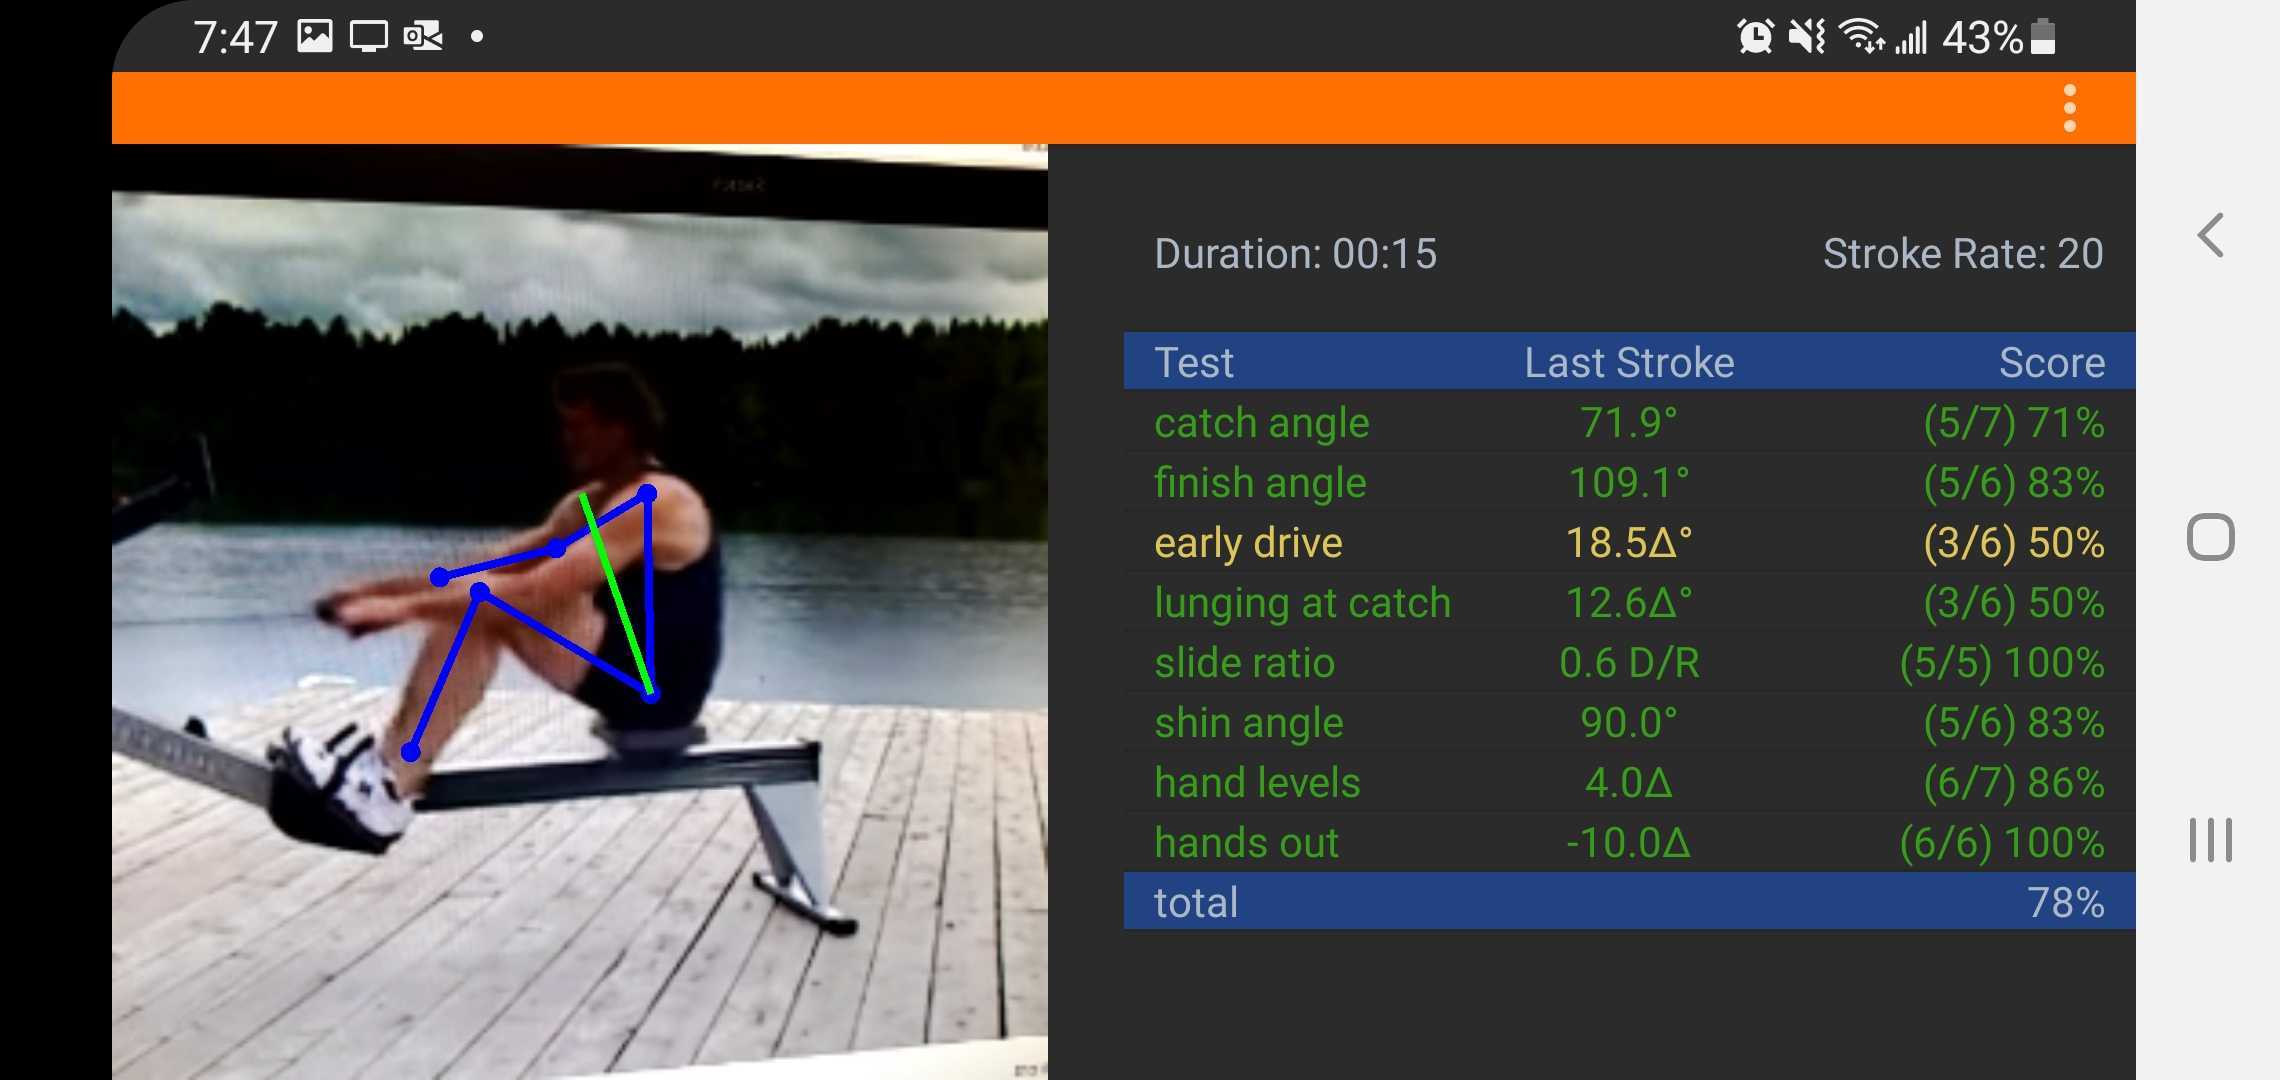 7:47 43%
Duration: 00:15 Stroke Rate: 20
Test Last Stroke Score
catch angle 71.9° (5/7) 71%
finish angle 109.1° (5/6) 83%
early drive 18.5Δ° (3/6) 50%
lunging at catch 12.6Δ° (3/6) 50%
slide ratio 0.6 D/R (5/5) 100%
shin angle 90.0° (5/6) 83%
hand levels 4.0Δ (6/7) 86%
hands out -10.0Δ (6/6) 100%
total 78%